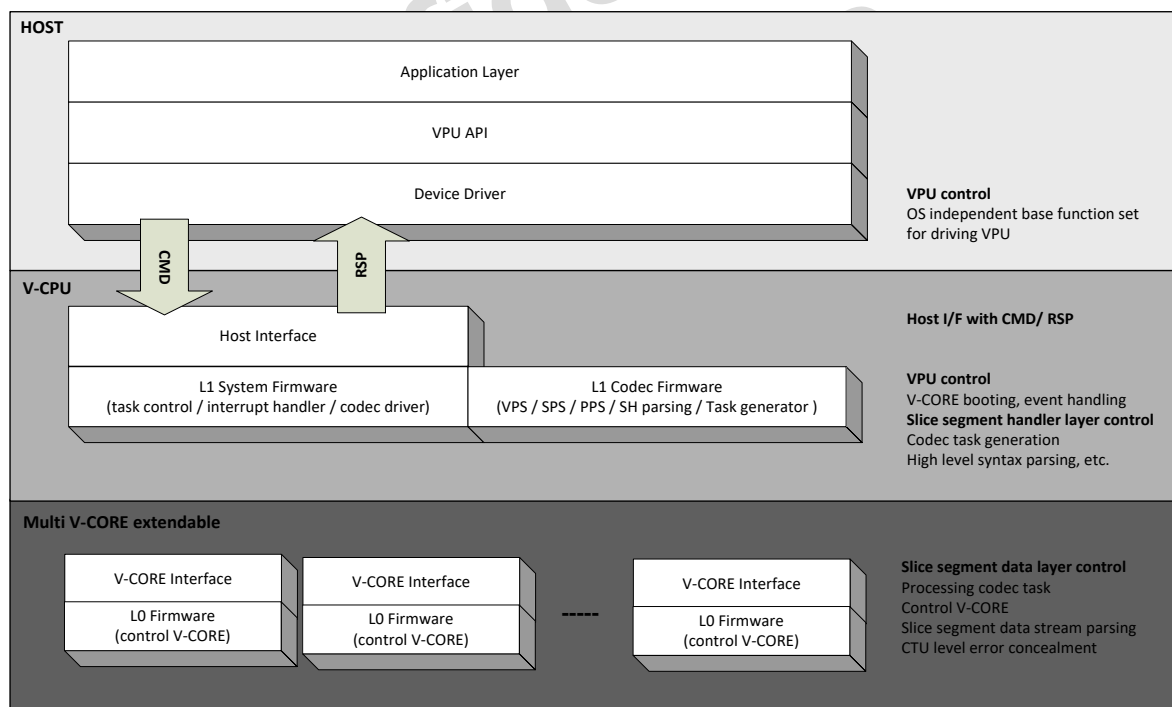 HOST
Application Layer
VPU API
Device Driver
VPU control
OS independent base function set
for driving VPU
CMD
RSP
V-CPU
Host Interface
Host I/F with CMD/ RSP
L1 System Firmware
(task control / interrupt handler / codec driver)
L1 Codec Firmware
(VPS / SPS / PPS / SH parsing / Task generator )
VPU control
V-CORE booting, event handling
Slice segment handler layer control
Codec task generation
High level syntax parsing, etc.
Multi V-CORE extendable
V-CORE Interface
L0 Firmware
(control V-CORE)
V-CORE Interface
L0 Firmware
(control V-CORE)
-----
V-CORE Interface
L0 Firmware
(control V-CORE)
Slice segment data layer control
Processing codec task
Control V-CORE
Slice segment data stream parsing
CTU level error concealment